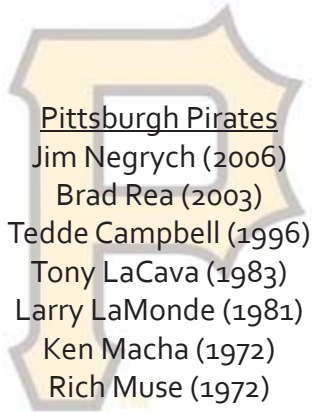 Pittsburgh Pirates
Jim Negrych (2006)
Brad Rea (2003)
Tedde Campbell (1996)
Tony LaCava (1983)
Larry LaMonde (1981)
Ken Macha (1972)
Rich Muse (1972)